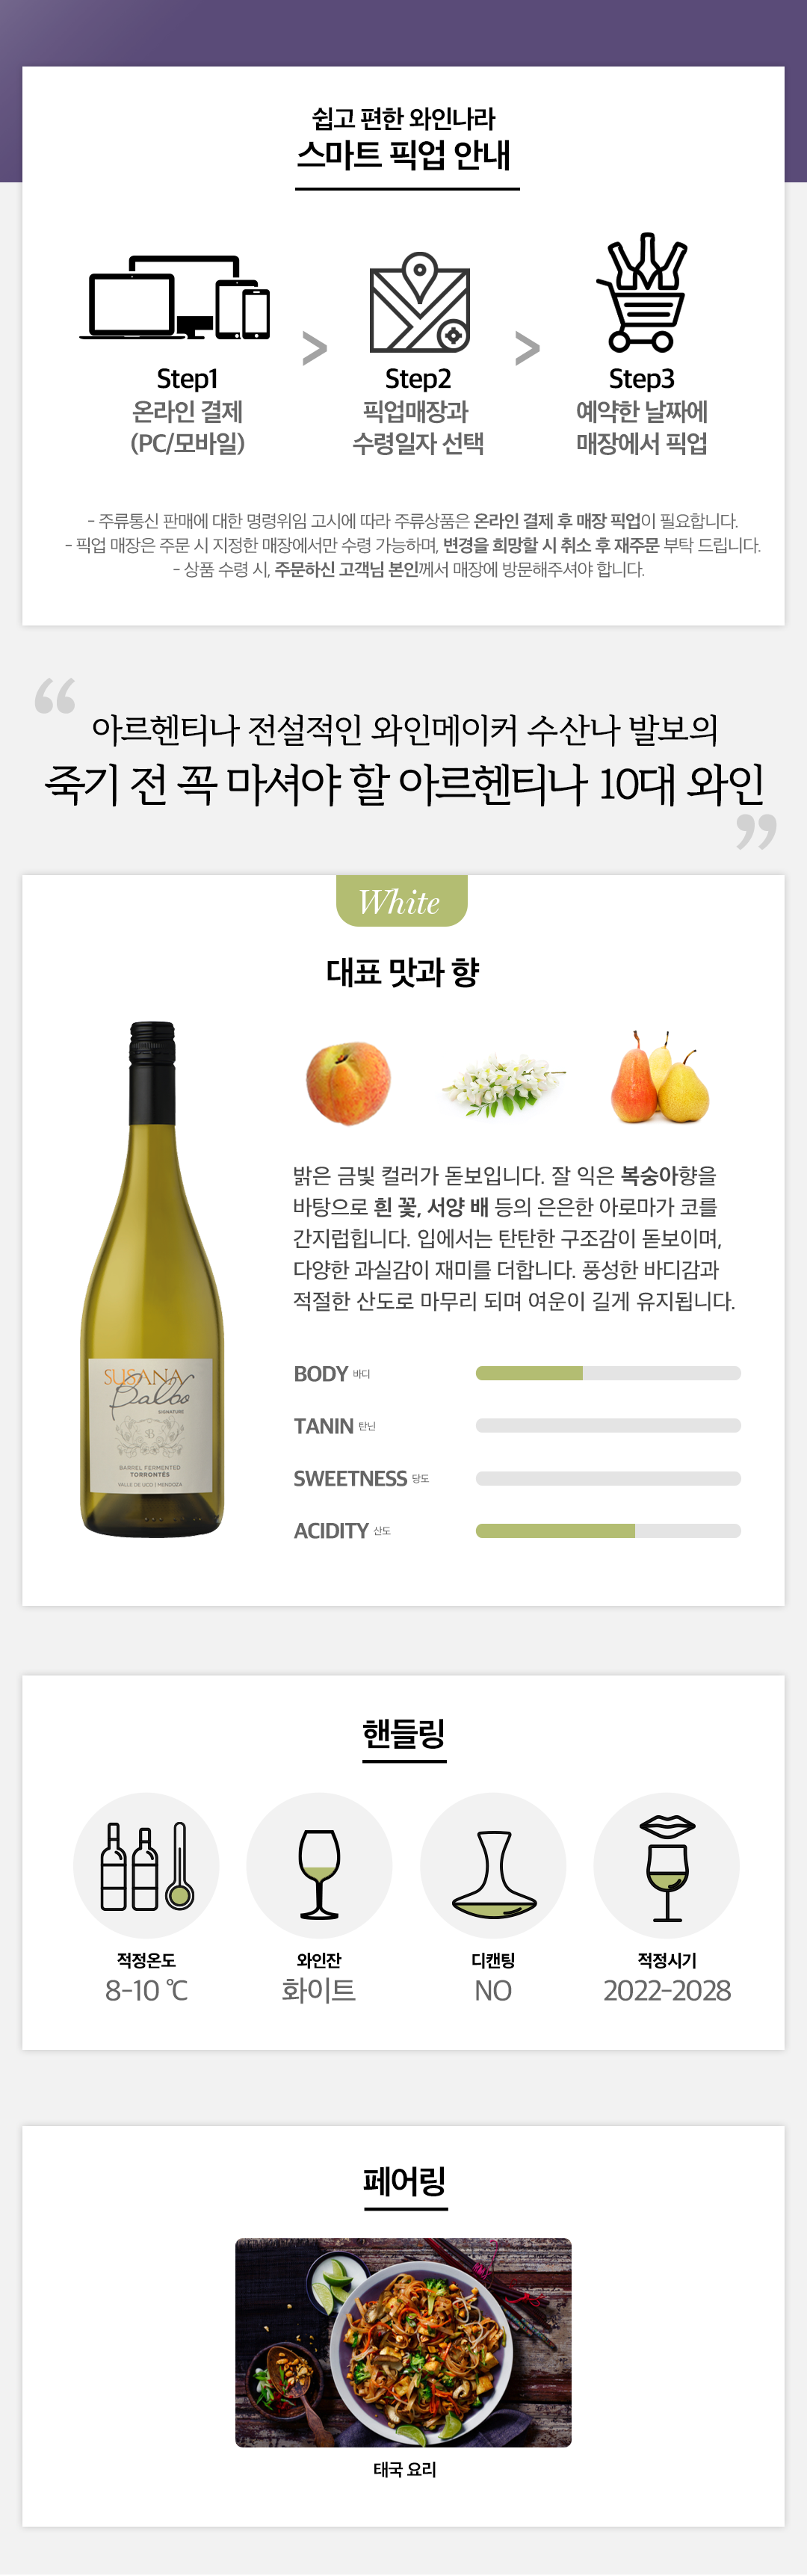 쉽고 편한 와인나라
스마트 픽업 안내
Step1
온라인 결제
(PC/모바일)
>
Step2
픽업매장과
수령일자 선택
>
Step3
예약한 날짜에
매장에서 픽업
- 주류통신 판매에 대한 명령위임 고시에 따라 주류상품은 온라인 결제 후 매장 픽업이 필요합니다.
- 픽업 매장은 주문 시 지정한 매장에서만 수령 가능하며, 변경을 희망할 시 취소 후 재주문 부탁 드립니다.
- 상품 수령 시, 주문하신 고객님 본인께서 매장에 방문해주셔야 합니다.
“
아르헨티나 전설적인 와인메이커 수산나 발보의
죽기 전 꼭 마셔야 할 아르헨티나 10대 와인
”
White
대표 맛과 향
밝은 금빛 컬러가 돋보입니다. 잘 익은 복숭아향을
바탕으로 흰 꽃, 서양 배 등의 은은한 아로마가 코를
간지럽힙니다. 입에서는 탄탄한 구조감이 돋보이며,
다양한 과실감이 재미를 더합니다. 풍성한 바디감과
적절한 산도로 마무리 되며 여운이 길게 유지됩니다.
SUSANA
Balbo
SIGNATURE
B
BARREL FERMENTED
TORRONTÉS
VALLE DE UCO | MENDOZA
BODY 바디
TANIN 탄닌
SWEETNESS 당도
ACIDITY 산도
핸들링
적정온도
8-10 ℃
와인잔
화이트
디캔팅
NO
적정시기
2022-2028
페어링
태국 요리